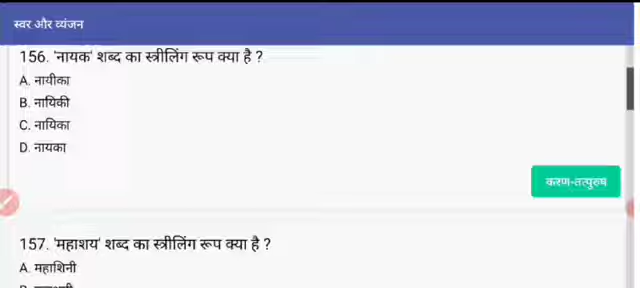 स्वर और व्यंजन
156. 'नायक' शब्द का स्त्रीलिंग रूप क्या है ?
A. नायीका
B. नायिकी
C. नायिका
D. नायका
करण-तत्पुरुष
157. 'महाशय' शब्द का स्त्रीलिंग रूप क्या है ?
A. महाशिनी